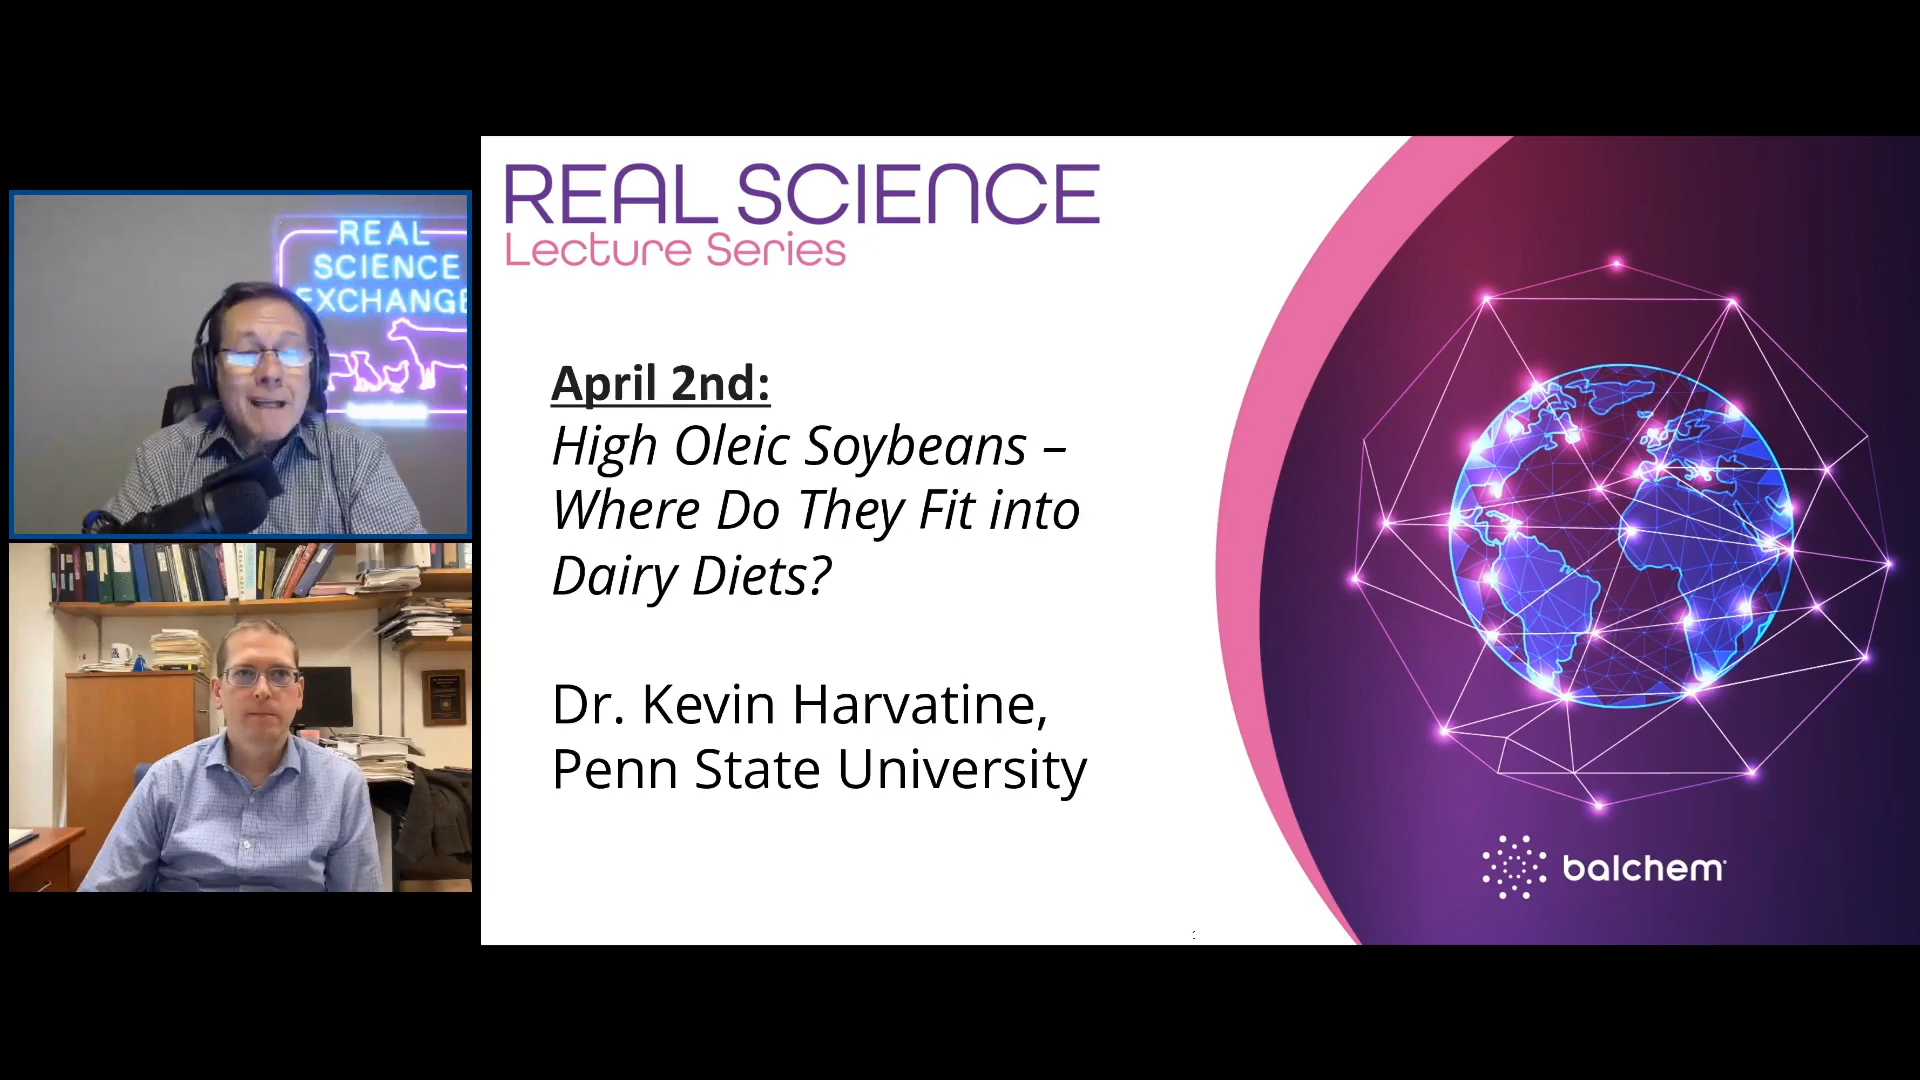 REAL SCIENCE
Lecture Series
REAL
SCIENCE
EXCHANGE
April 2nd:
High Oleic Soybeans –
Where Do They Fit into
Dairy Diets?
Dr. Kevin Harvatine,
Penn State University
balchem